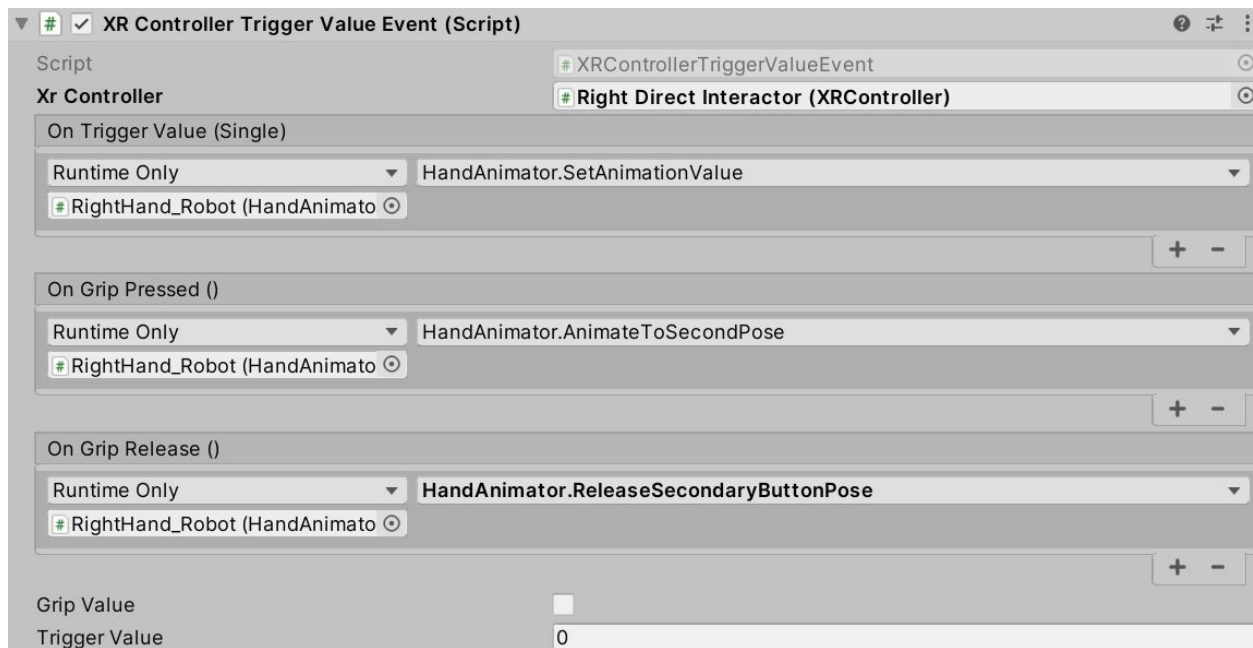 XR Controller Trigger Value Event (Script)
Script
# XRControllerTriggerValueEvent
Xr Controller
# Right Direct Interactor (XRController)
On Trigger Value (Single)
Runtime Only
HandAnimator.SetAnimationValue
# RightHand_Robot (HandAnimato
On Grip Pressed ()
Runtime Only
HandAnimator.AnimateToSecondPose
# RightHand_Robot (HandAnimato
On Grip Release ()
Runtime Only
HandAnimator.ReleaseSecondaryButtonPose
# RightHand_Robot (HandAnimato
Grip Value
Trigger Value
0